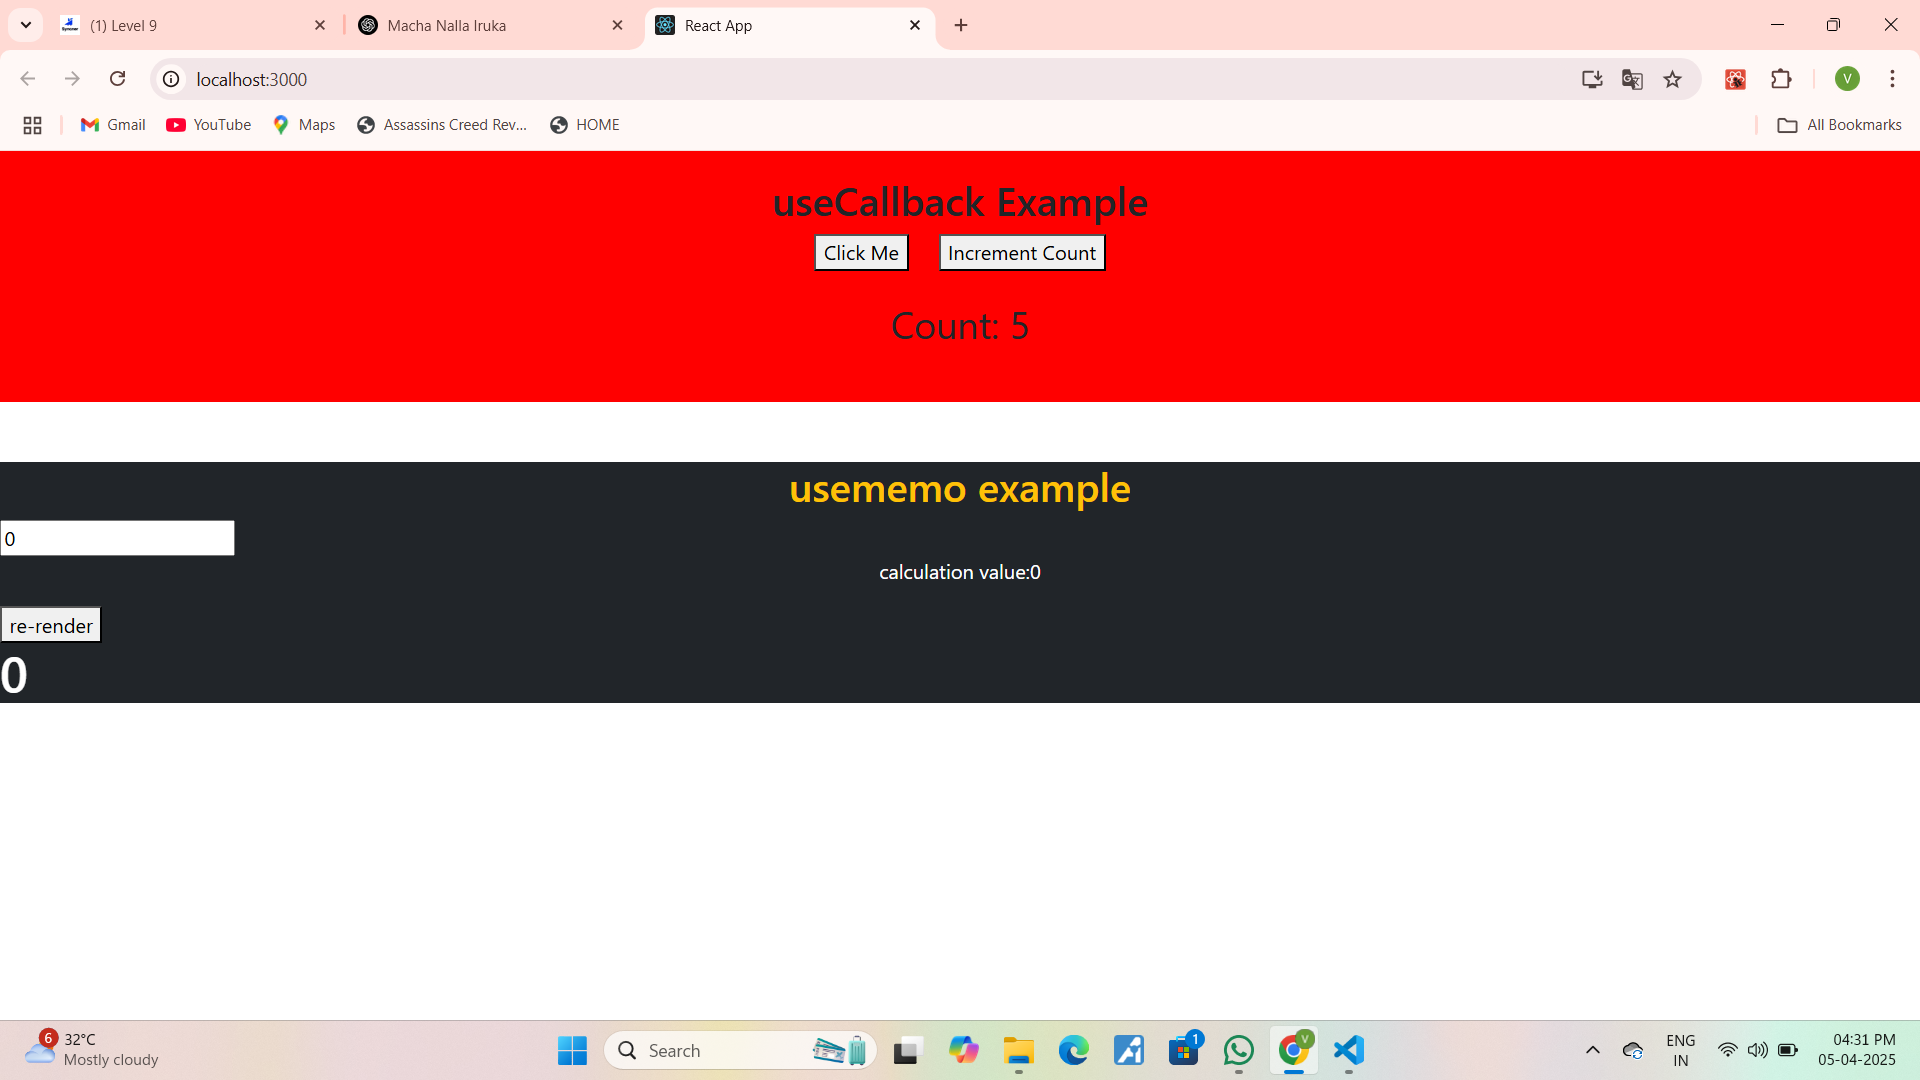 (1) Level 9
Macha Nalla Iruka
React App
localhost:3000
V
Gmail
YouTube
Maps
Assassins Creed Rev...
HOME
All Bookmarks
useCallback Example
Click Me
Increment Count
Count: 5
usememo example
0
calculation value:0
re-render
0
6
32°C
Mostly cloudy
Search
1
V
ENG
IN
04:31 PM
05-04-2025